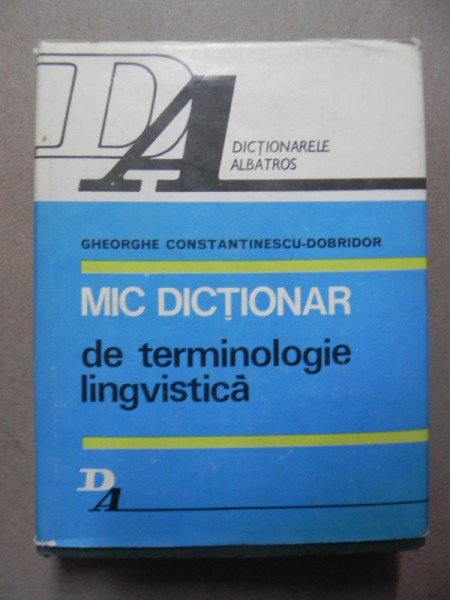 DA
DICȚIONARELE
ALBATROS
GHEORGHE CONSTANTINESCU-DOBRIDOR
MIC DICȚIONAR
de terminologie
lingvistică
DA